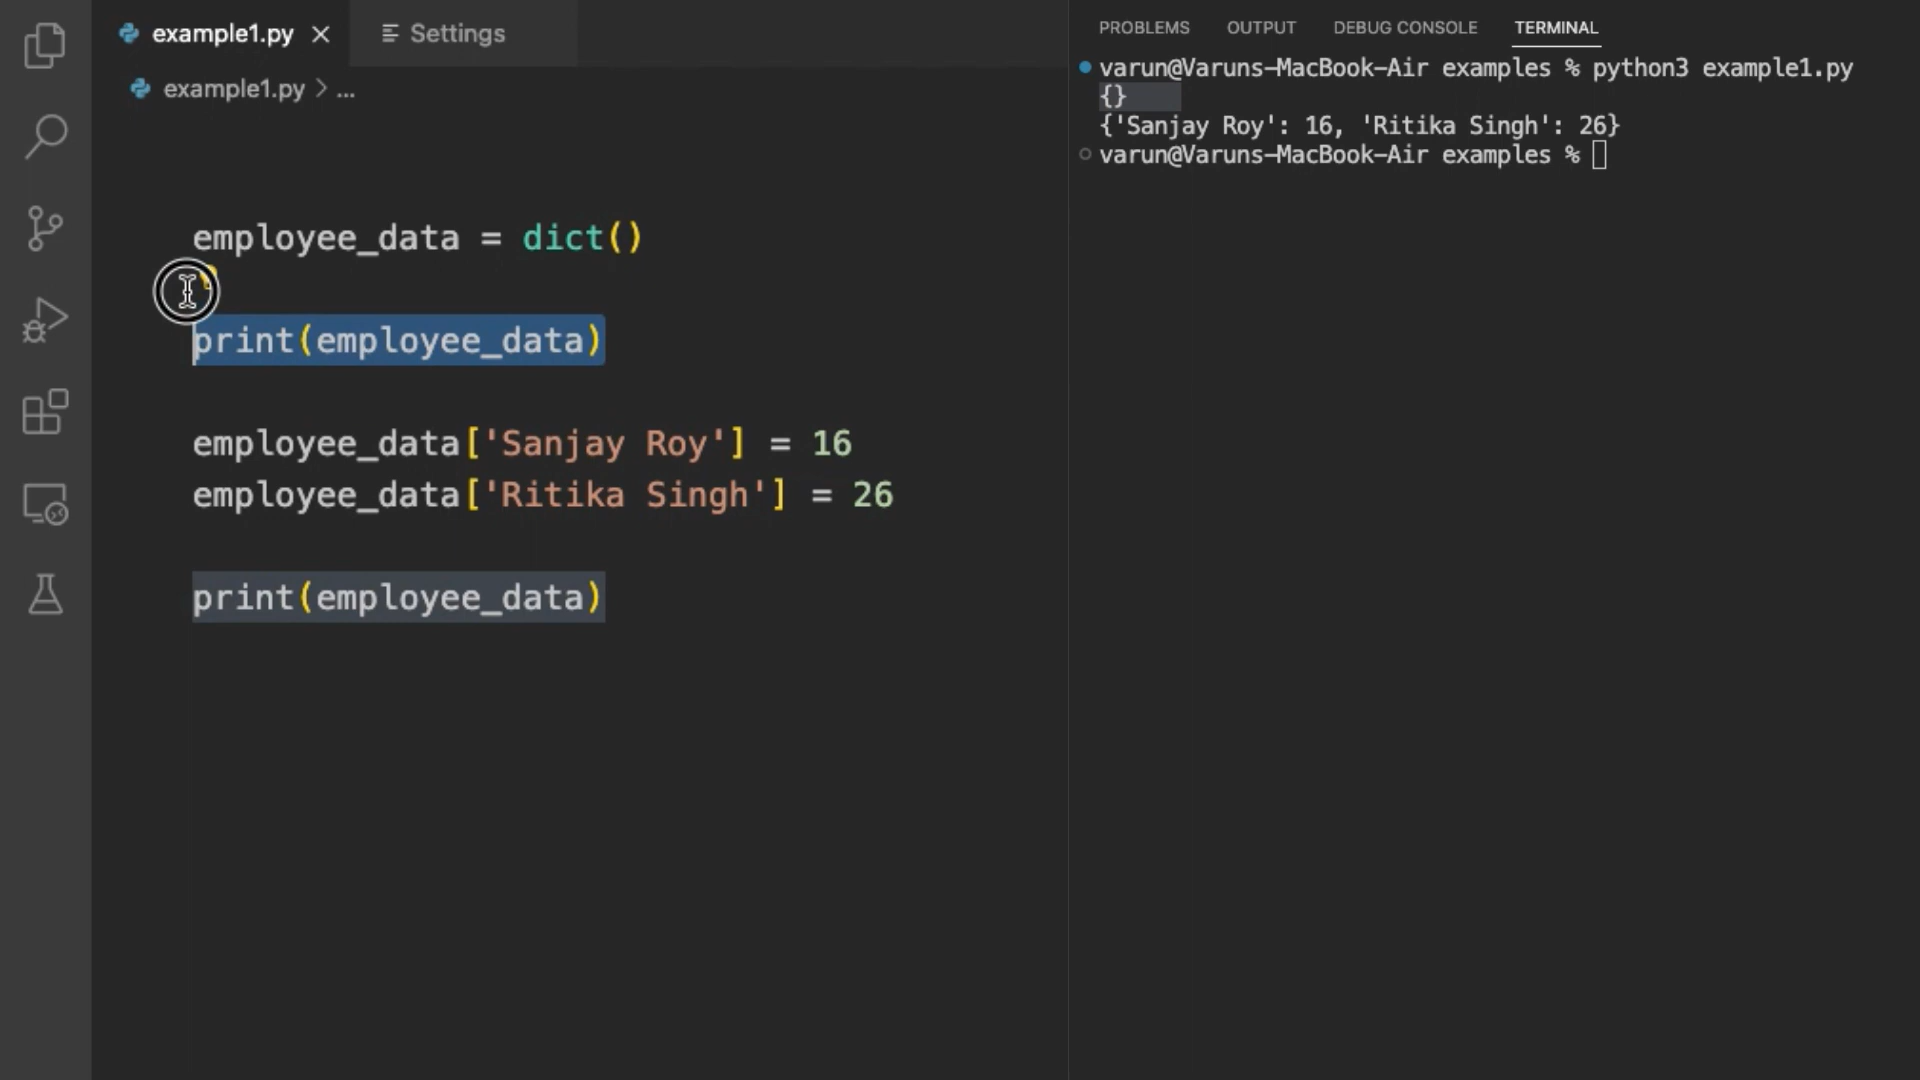 example1.py
Settings
example1.py > ...
employee_data = dict()
print(employee_data)
employee_data['Sanjay Roy'] = 16
employee_data['Ritika Singh'] = 26
print(employee_data)
PROBLEMS OUTPUT DEBUG CONSOLE TERMINAL
varun@Varuns-MacBook-Air examples % python3 example1.py
{}
{'Sanjay Roy': 16, 'Ritika Singh': 26}
varun@Varuns-MacBook-Air examples %